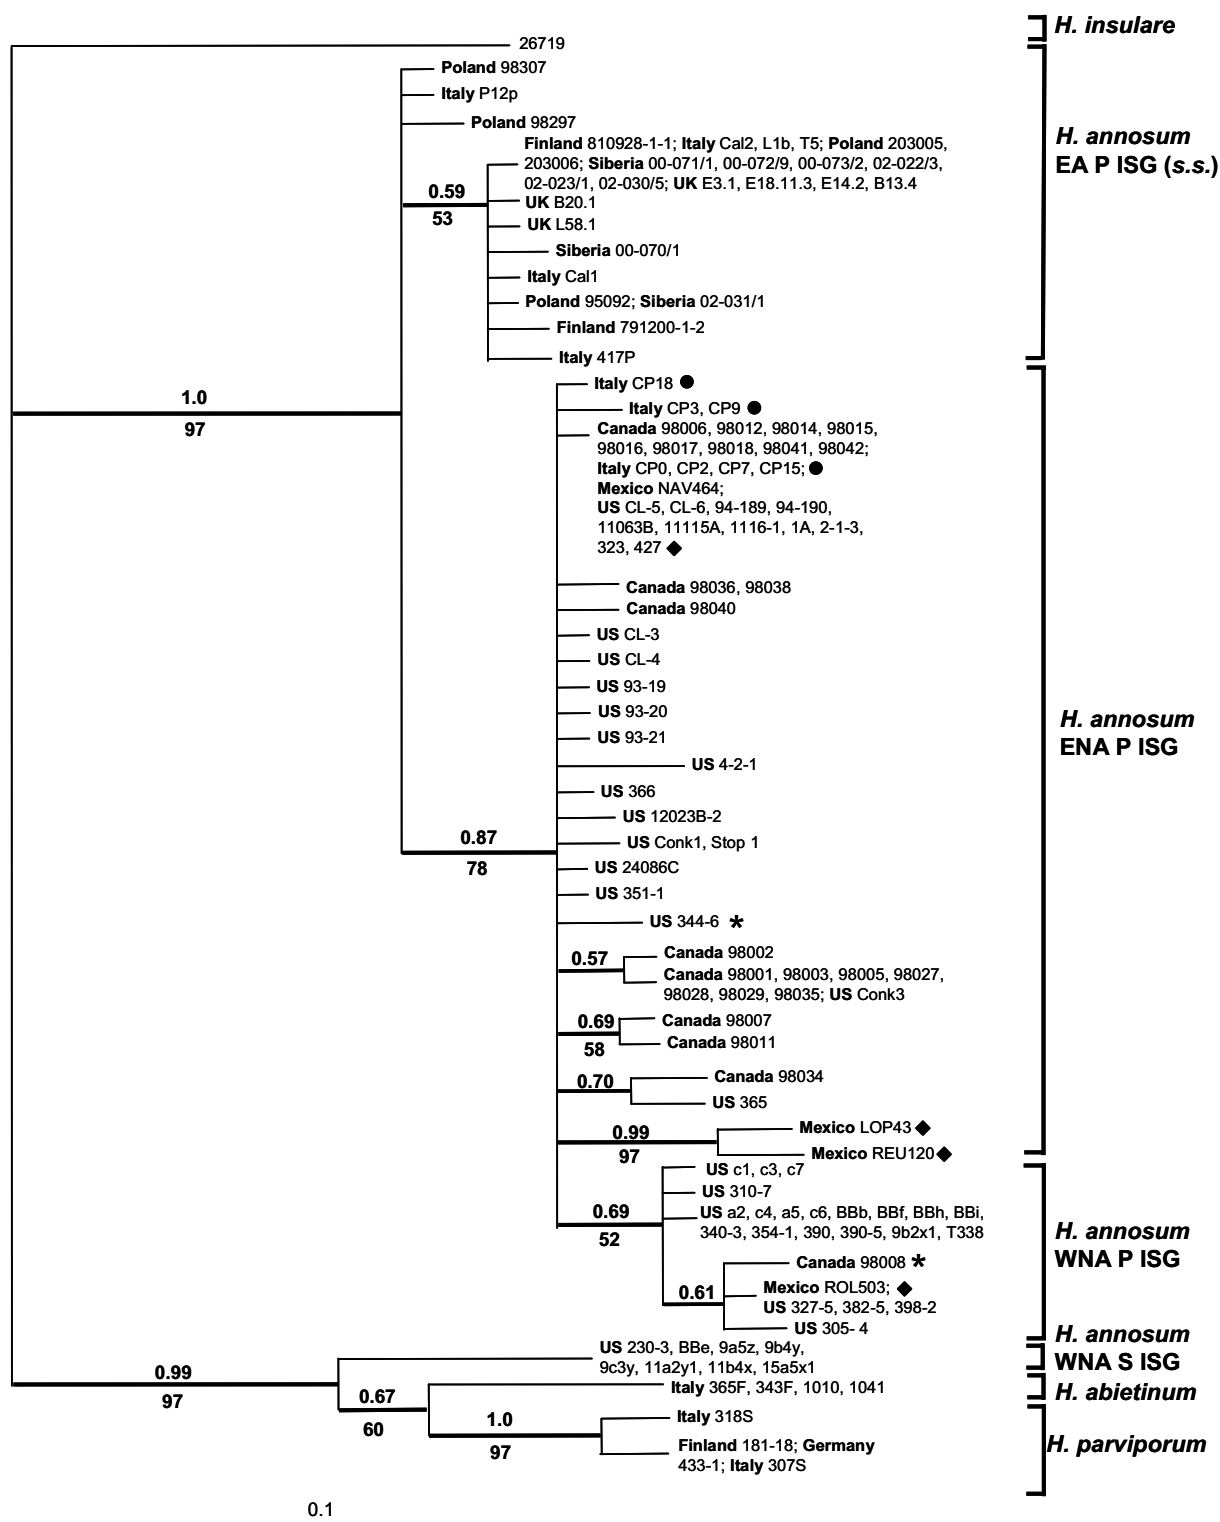 H. insulare
26719
Poland 98307
Italy P12p
Poland 98297
Finland 810928-1-1; Italy Cal2, L1b, T5; Poland 203005,
203006; Siberia 00-071/1, 00-072/9, 00-073/2, 02-022/3,
02-023/1, 02-030/5; UK E3.1, E18.11.3, E14.2, B13.4
H. annosum
EA P ISG (s.s.)
0.59
53
UK B20.1
UK L58.1
Siberia 00-070/1
Italy Cal1
Poland 95092; Siberia 02-031/1
Finland 791200-1-2
Italy 417P
1.0
97
Italy CP18 ●
Italy CP3, CP9 ●
Canada 98006, 98012, 98014, 98015,
98016, 98017, 98018, 98041, 98042;
Italy CP0, CP2, CP7, CP15; ●
Mexico NAV464;
US CL-5, CL-6, 94-189, 94-190,
11063B, 11115A, 1116-1, 1A, 2-1-3,
323, 427 ◆
Canada 98036, 98038
Canada 98040
US CL-3
US CL-4
US 93-19
US 93-20
US 93-21
H. annosum
ENA P ISG
US 4-2-1
US 366
US 12023B-2
0.87
78
US Conk1, Stop 1
US 24086C
US 351-1
US 344-6 *
0.57
Canada 98002
Canada 98001, 98003, 98005, 98027,
98028, 98029, 98035; US Conk3
0.69
58
Canada 98007
Canada 98011
0.70
Canada 98034
US 365
0.99
97
Mexico LOP43 ◆
Mexico REU120 ◆
US c1, c3, c7
US 310-7
0.69
52
US a2, c4, a5, c6, BBb, BBf, BBh, BBi,
340-3, 354-1, 390, 390-5, 9b2x1, T338
H. annosum
WNA P ISG
0.61
Canada 98008 *
Mexico ROL503; ◆
US 327-5, 382-5, 398-2
US 305- 4
H. annosum
WNA S ISG
US 230-3, BBe, 9a5z, 9b4y,
9c3y, 11a2y1, 11b4x, 15a5x1
0.99
97
0.67
60
Italy 365F, 343F, 1010, 1041
H. abietinum
1.0
97
Italy 318S
Finland 181-18; Germany
433-1; Italy 307S
H. parviporum
0.1